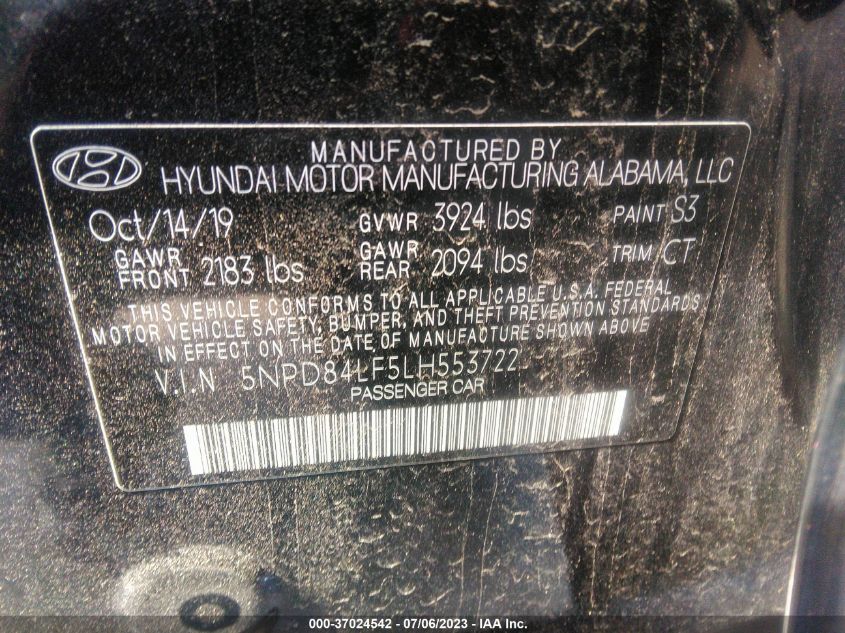 MANUFACTURED BY
HYUNDAI MOTOR MANUFACTURING ALABAMA, LLC
Oct/14/19 GVWR 3924 lbs PAINT S3
GAWR FRONT 2183 lbs GAWR REAR 2094 lbs TRIM CT
THIS VEHICLE CONFORMS TO ALL APPLICABLE U.S.A. FEDERAL
MOTOR VEHICLE SAFETY, BUMPER, AND THEFT PREVENTION STANDARDS
IN EFFECT ON THE DATE OF MANUFACTURE SHOWN ABOVE
V.I.N 5NPD84LF5LH553722
PASSENGER CAR
000-37024542 - 07/06/2023 - IAA Inc.